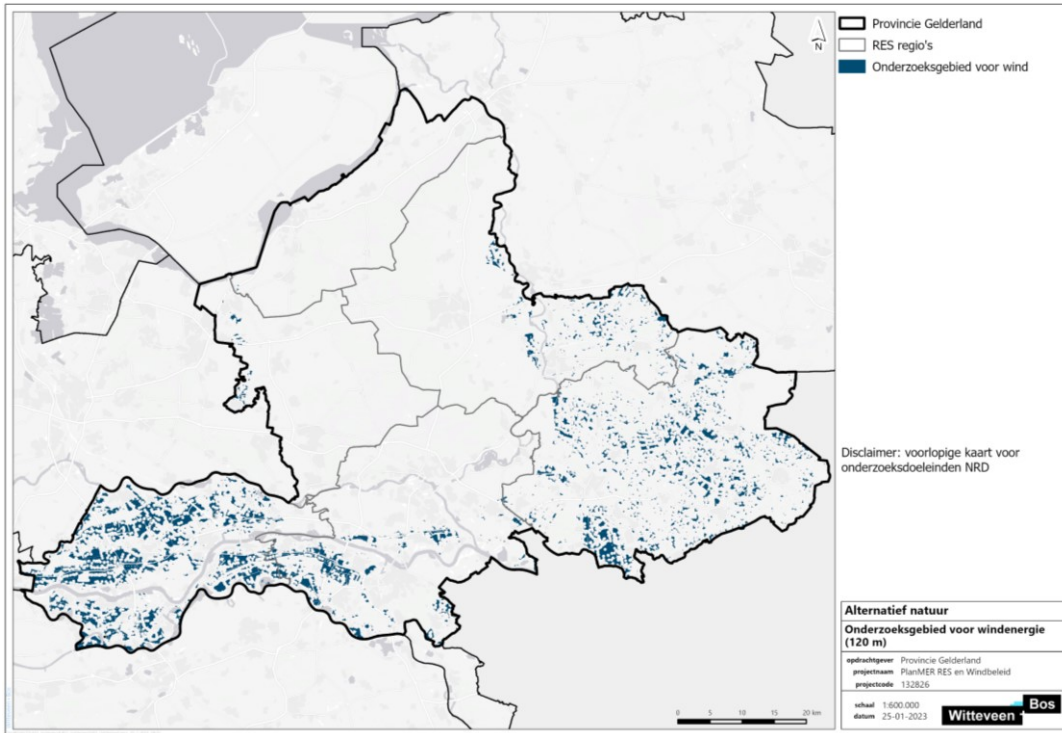 N
Provincie Gelderland
RES regio's
Onderzoeksgebied voor wind
Disclaimer: voorlopige kaart voor
onderzoeksdoeleinden NRD
Alternatief natuur
Onderzoeksgebied voor windenergie
(120 m)
opdrachtgever Provincie Gelderland
projectnaam PlanMER RES en Windbeleid
projectcode 132826
schaal 1:600.000
datum 25-01-2023
Witteveen + Bos
0 5 10 15 20 km